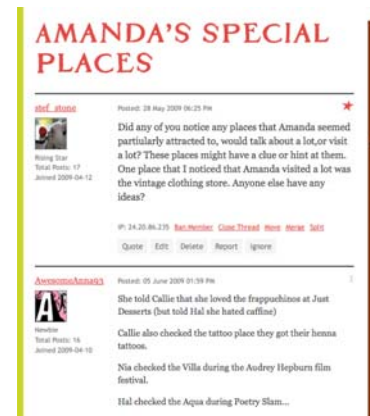 AMANDA'S SPECIAL
PLACES
stef_stone
Posted: 28 May 2009 06:25 PM
Rising Star
Total Posts: 17
Joined 2009-04-12
Did any of you notice any places that Amanda seemed
partiularly attracted to, would talk about a lot,or visit
a lot? These places might have a clue or hint at them.
One place that I noticed that Amanda visited a lot was
the vintage clothing store. Anyone else have any
ideas?
IP: 24.20.86.235 Ban Member Close Thread Move Merge Split
Quote Edit Delete Report Ignore
AwesomeAnna93
Posted: 05 June 2009 01:59 PM
Newbie
Total Posts: 16
Joined 2009-04-10
She told Callie that she loved the frappuchinos at Just
Desserts (but told Hal she hated caffine)
Callie also checked the tattoo place they got their henna
tattoos.
Nia checked the Villa during the Audrey Hepburn film
festival.
Hal checked the Aqua during Poetry Slam...